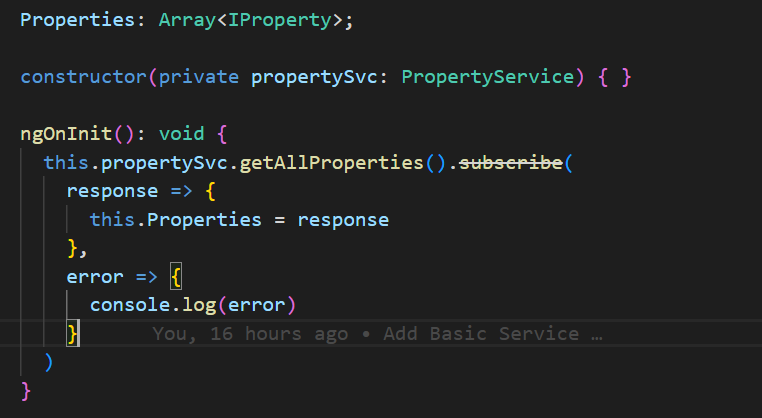 Properties: Array<IProperty>;
constructor(private propertySvc: PropertyService) { }
ngOnInit(): void {
this.propertySvc.getAllProperties().subscribe(
response => {
this.Properties = response
},
error => {
console.log(error)
} You, 16 hours ago • Add Basic Service …
)
}